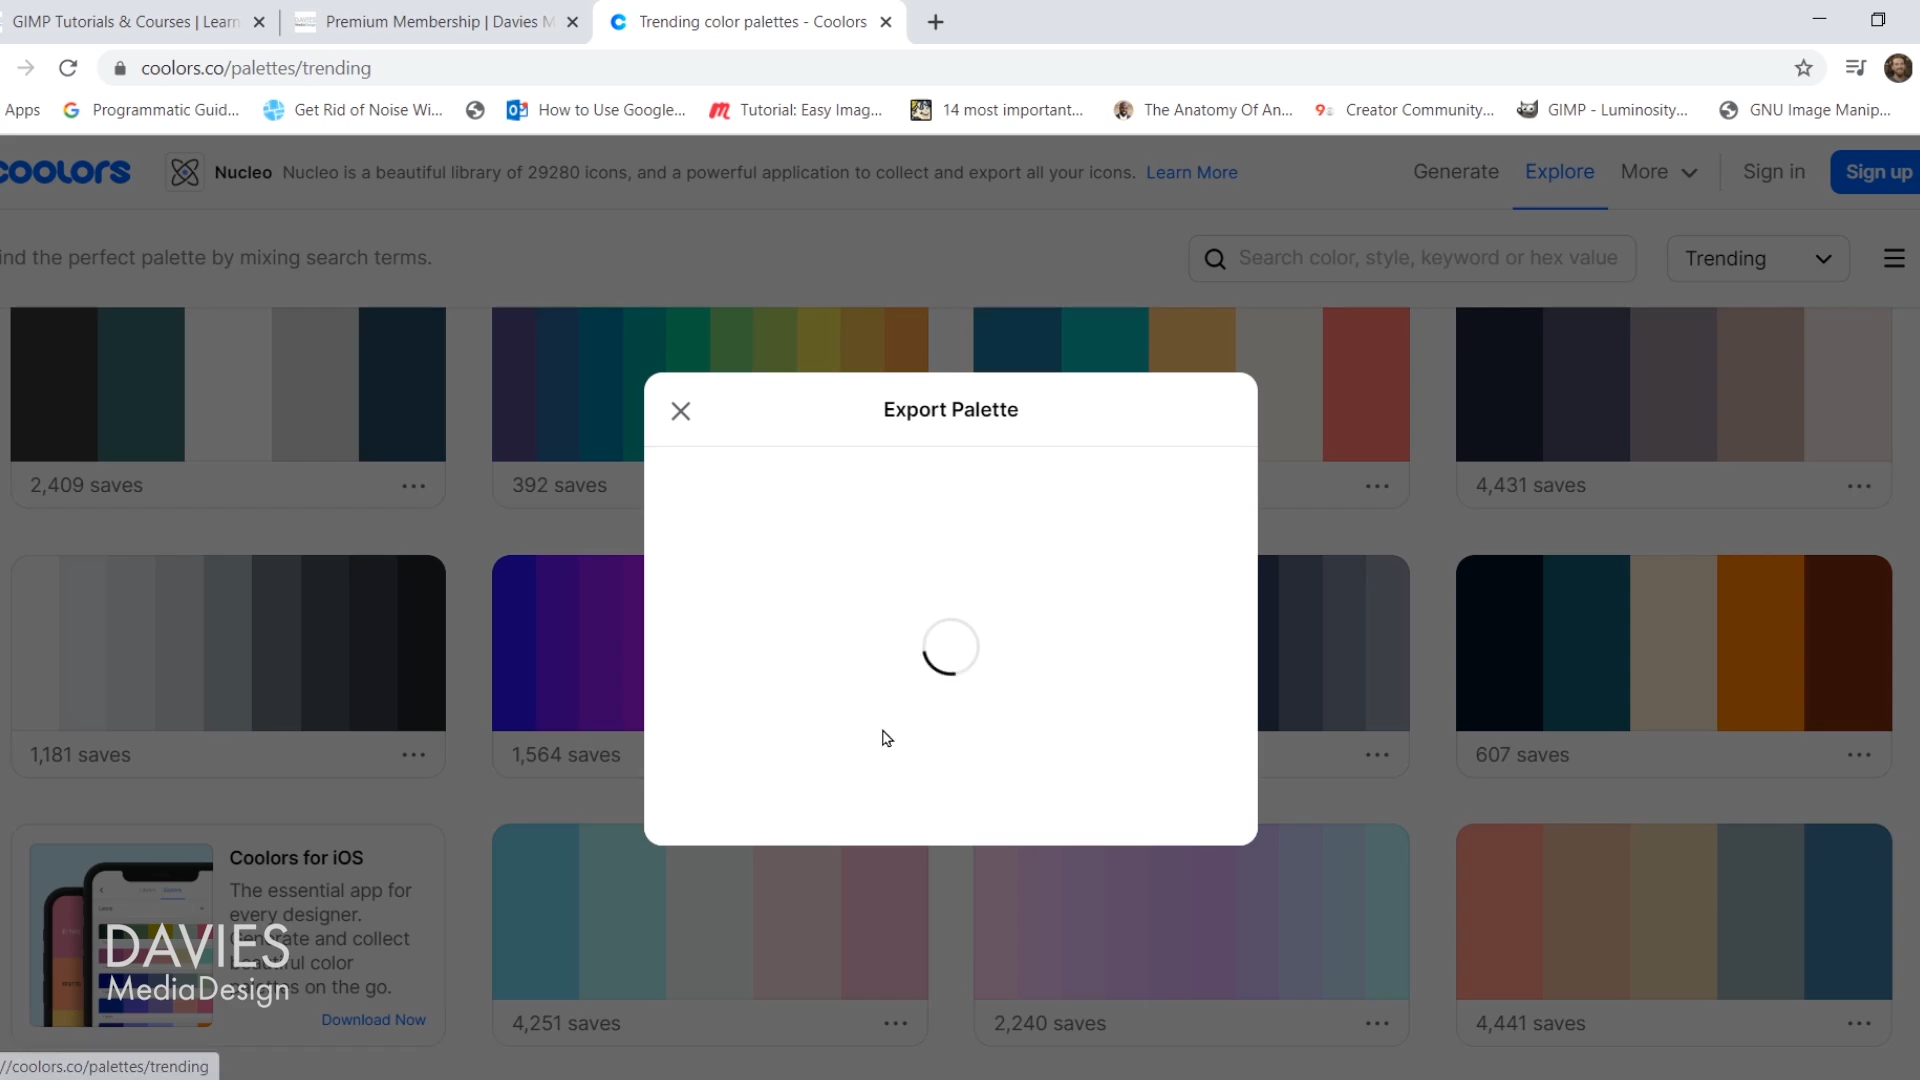 GIMP Tutorials & Courses | Learn
Premium Membership | Davies M
Trending color palettes - Coolors
coolors.co/palettes/trending
Apps
Programmatic Guid...
Get Rid of Noise Wi...
How to Use Google...
Tutorial: Easy Imag...
14 most important...
The Anatomy Of An...
Creator Community...
GIMP - Luminosity...
GNU Image Manip...
coolors
Nucleo Nucleo is a beautiful library of 29280 icons, and a powerful application to collect and export all your icons. Learn More
Generate
Explore
More
Sign in
Sign up
ind the perfect palette by mixing search terms.
Search color, style, keyword or hex value
Trending
Export Palette
2,409 saves
392 saves
4,431 saves
1,181 saves
1,564 saves
607 saves
Coolors for iOS
The essential app for
every designer.
Generate and collect
beautiful color
palettes on the go.
Download Now
DAVIES
MediaDesign
4,251 saves
2,240 saves
4,441 saves
//coolors.co/palettes/trending